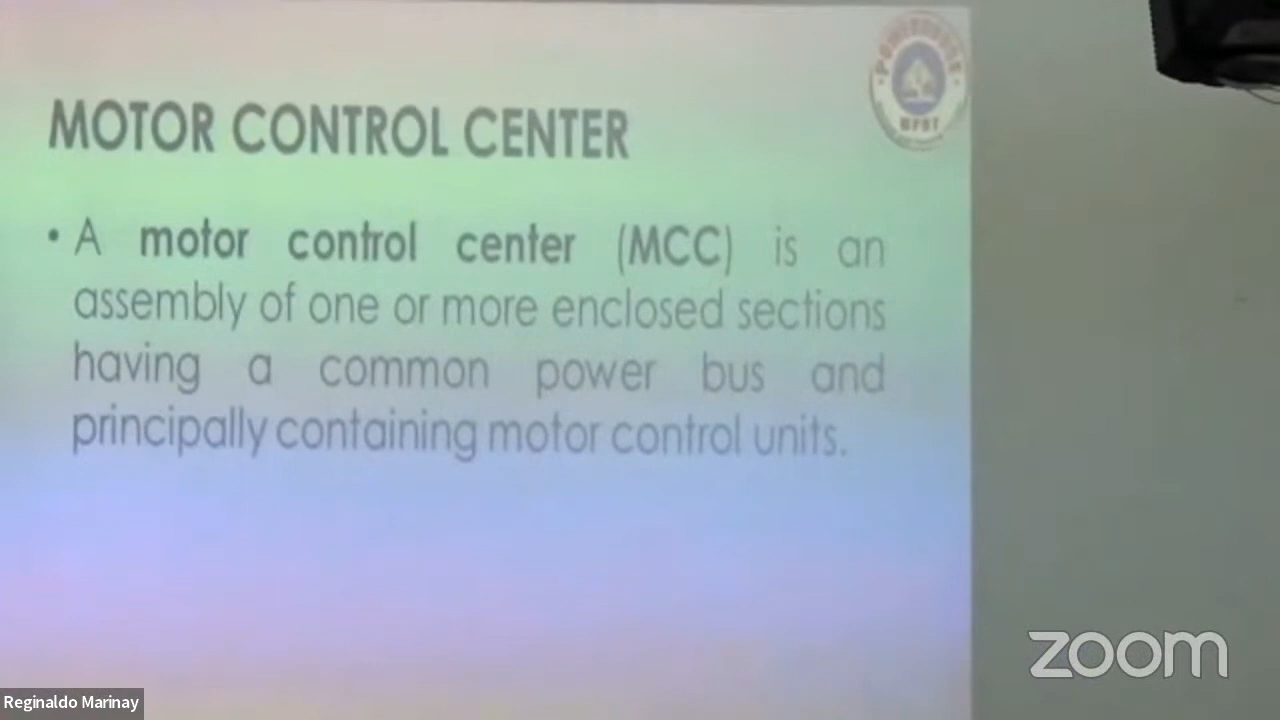 MOTOR CONTROL CENTER
• A motor control center (MCC) is an
assembly of one or more enclosed sections
having a common power bus and
principally containing motor control units.
POWERHOUSE
zoom
Reginaldo Marinay